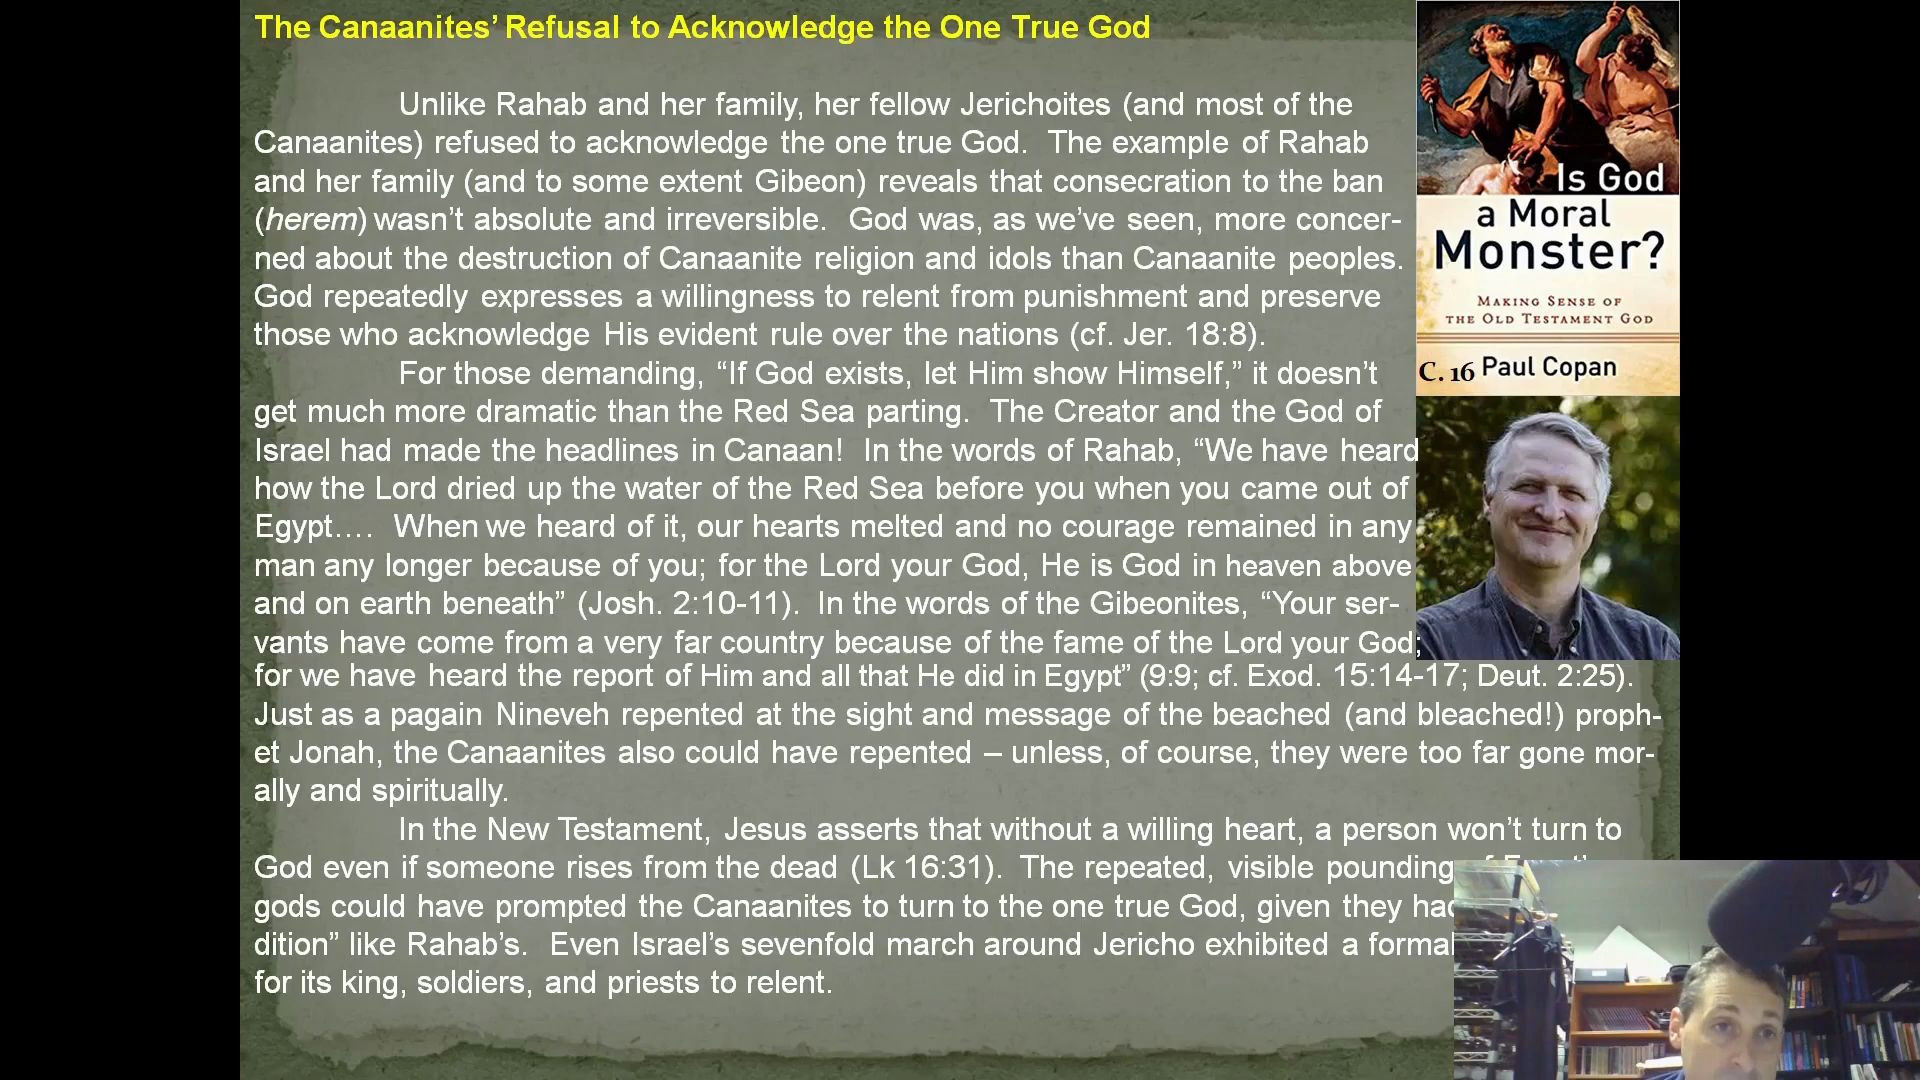 The Canaanites’ Refusal to Acknowledge the One True God
Unlike Rahab and her family, her fellow Jerichoites (and most of the
Canaanites) refused to acknowledge the one true God.  The example of Rahab
and her family (and to some extent Gibeon) reveals that consecration to the ban
(herem) wasn’t absolute and irreversible.  God was, as we’ve seen, more concer-
ned about the destruction of Canaanite religion and idols than Canaanite peoples.
God repeatedly expresses a willingness to relent from punishment and preserve
those who acknowledge His evident rule over the nations (cf. Jer. 18:8).
For those demanding, “If God exists, let Him show Himself,” it doesn’t
get much more dramatic than the Red Sea parting.  The Creator and the God of
Israel had made the headlines in Canaan!  In the words of Rahab, “We have heard
how the Lord dried up the water of the Red Sea before you when you came out of
Egypt….  When we heard of it, our hearts melted and no courage remained in any
man any longer because of you; for the Lord your God, He is God in heaven above
and on earth beneath” (Josh. 2:10-11).  In the words of the Gibeonites, “Your ser-
vants have come from a very far country because of the fame of the Lord your God;
for we have heard the report of Him and all that He did in Egypt” (9:9; cf. Exod. 15:14-17; Deut. 2:25).
Just as a pagain Nineveh repented at the sight and message of the beached (and bleached!) proph-
et Jonah, the Canaanites also could have repented – unless, of course, they were too far gone mor-
ally and spiritually.
In the New Testament, Jesus asserts that without a willing heart, a person won’t turn to
God even if someone rises from the dead (Lk 16:31).  The repeated, visible pounding
gods could have prompted the Canaanites to turn to the one true God, given they had
dition” like Rahab’s.  Even Israel’s sevenfold march around Jericho exhibited a formal
for its king, soldiers, and priests to relent.
Is God
a Moral
Monster?
Making Sense of
the Old Testament God
C. 16 Paul Copan